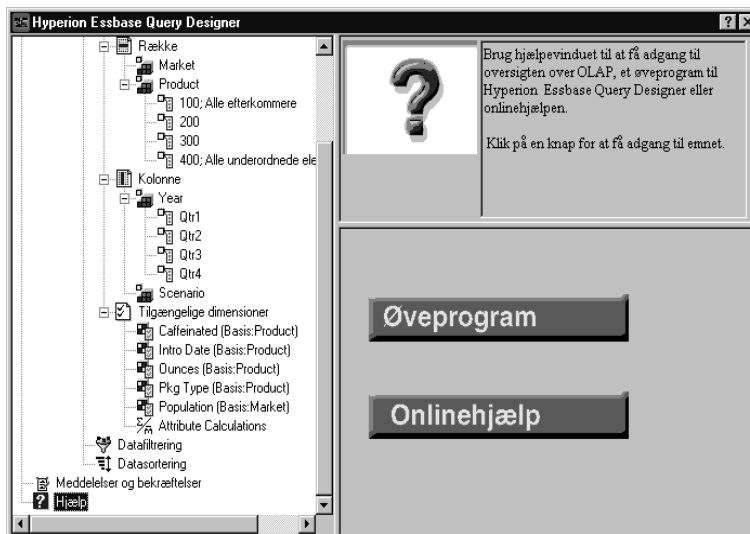 Hyperion Essbase Query Designer
Række
Market
Product
100; Alle efterkommere
200
300
400; Alle underordnede ele
Kolonne
Year
Qtr1
Qtr2
Qtr3
Qtr4
Scenario
Tilgængelige dimensioner
Caffeinated (Basis:Product)
Intro Date (Basis:Product)
Ounces (Basis:Product)
Pkg Type (Basis:Product)
Population (Basis:Market)
Attribute Calculations
Datafiltrering
Datasortering
Meddelelser og bekræftelser
Hjælp
Brug hjælpevinduet til at få adgang til
oversigten over OLAP, et øveprogram til
Hyperion Essbase Query Designer eller
onlinehjælpen.
Klik på en knap for at få adgang til emnet.
Øveprogram
Onlinehjælp